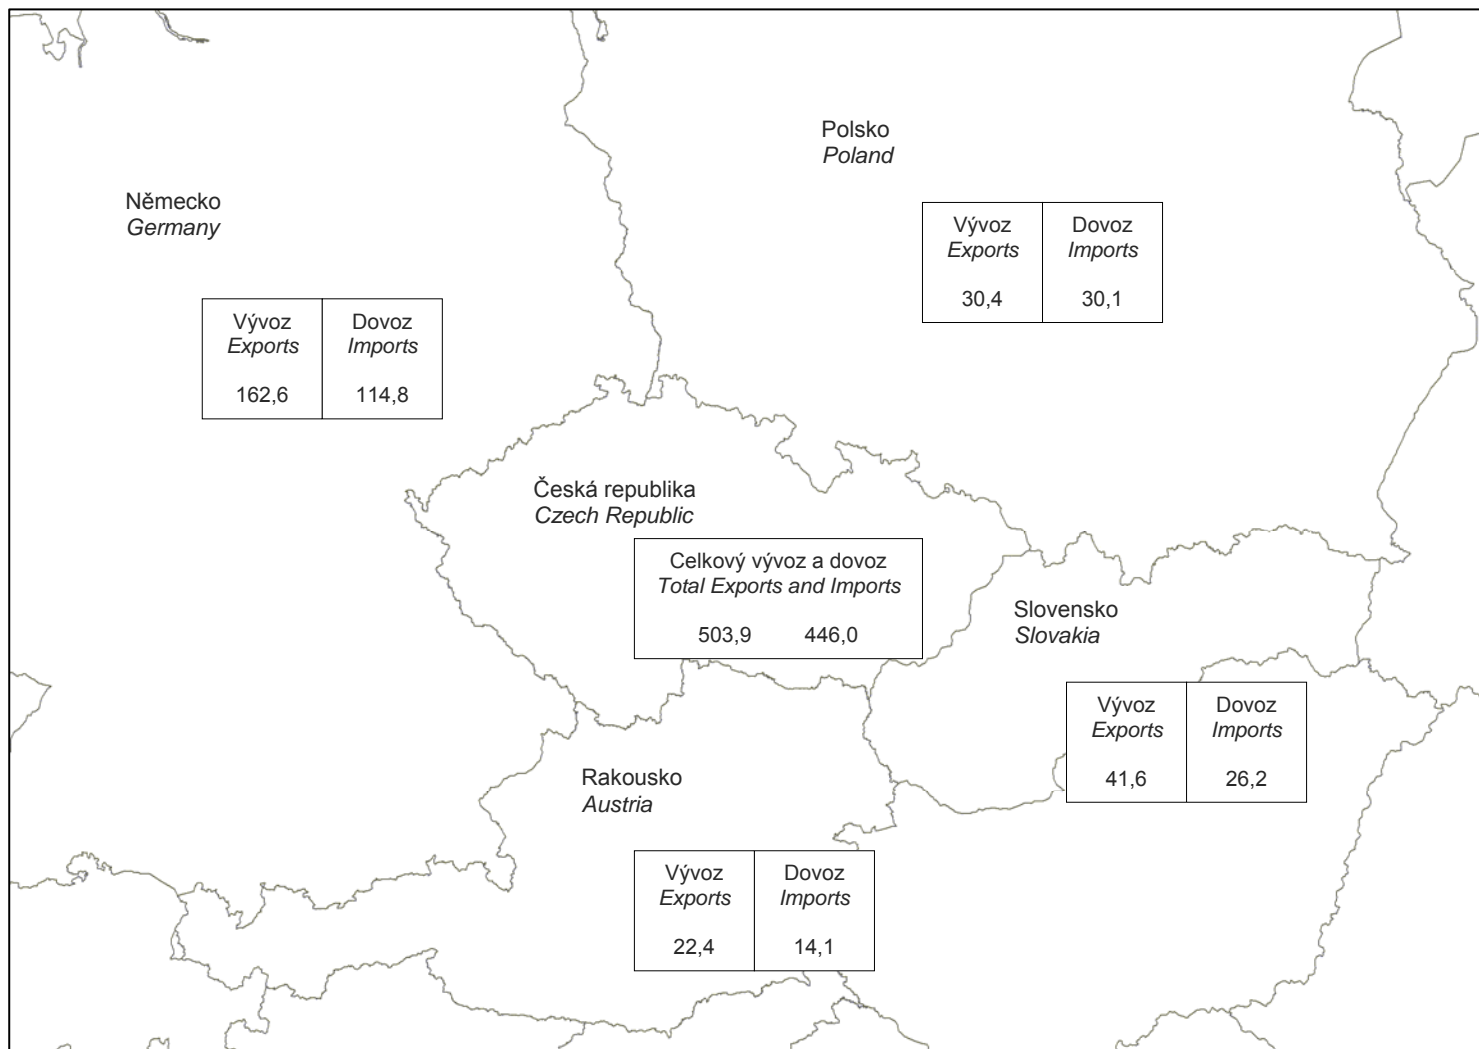 Polsko
Poland
Německo
Germany
Vývoz
Exports
30,4
Dovoz
Imports
30,1
Vývoz
Exports
162,6
Dovoz
Imports
114,8
Česká republika
Czech Republic
Celkový vývoz a dovoz
Total Exports and Imports
503,9 446,0
Slovensko
Slovakia
Vývoz
Exports
41,6
Dovoz
Imports
26,2
Rakousko
Austria
Vývoz
Exports
22,4
Dovoz
Imports
14,1